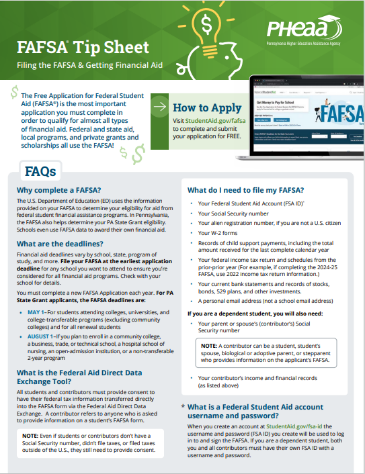 FAFSA® Tip Sheet
Filing the FAFSA & Getting Financial Aid
PHEAA
Pennsylvania Higher Education Assistance Agency
The Free Application for Federal Student
Aid (FAFSA®) is the most important
application you must complete in
order to qualify for almost all types
of financial aid. Federal and state aid,
local programs, and private grants and
scholarships all use the FAFSA!
How to Apply
Visit StudentAid.gov/fafsa
to complete and submit
your application for FREE.
FAFSA
FAQs
Why complete a FAFSA?
The U.S. Department of Education (ED) uses the information
provided on your FAFSA to determine your eligibility for aid from
federal student financial assistance programs. In Pennsylvania,
the FAFSA also helps determine your PA State Grant eligibility.
Schools even use FAFSA data to award their own financial aid.
What are the deadlines?
Financial aid deadlines vary by school, state, program of
study, and more. File your FAFSA at the earliest application
deadline for any school you want to attend to ensure you're
considered for all financial aid programs. Check with your
school for details.
You must complete a new FAFSA Application each year. For PA
State Grant applicants, the FAFSA deadlines are:
• MAY 1–For students attending colleges, universities, and
college-transferable programs (excluding community
colleges) and for all renewal students
• AUGUST 1–If you plan to enroll in a community college,
a business, trade, or technical school, a hospital school of
nursing, an open-admission institution, or a non-transferable
2-year program
What is the Federal Aid Direct Data
Exchange Tool?
All students and contributors must provide consent to
have their federal tax information transferred directly
into the FAFSA form via the Federal Aid Direct Data
Exchange. A contributor refers to anyone who is asked
to provide information on a student's FAFSA form.
NOTE: Even if students or contributors don't have a
Social Security number, didn't file taxes, or filed taxes
outside of the U.S., they still need to provide consent.
What do I need to file my FAFSA?
• Your Federal Student Aid Account (FSA ID)*
• Your Social Security number
• Your alien registration number, if you are not a U.S. citizen
• Your W-2 forms
• Records of child support payments, including the total
amount received for the last complete calendar year
• Your federal income tax return and schedules from the
prior-prior year (For example, if completing the 2024-25
FAFSA, use 2022 income tax return information.)
• Your current bank statements and records of stocks,
bonds, 529 plans, and other investments.
• A personal email address (not a school email address)
If you are a dependent student, you will also need:
• Your parent or spouse's (contributor's) Social
Security number
NOTE: A contributor can be a student, student's
spouse, biological or adoptive parent, or stepparent
who provides information on the applicant's FAFSA.
• Your contributor's income and financial records
(as listed above)
* What is a Federal Student Aid account
username and password?
When you create an account at StudentAid.gov/fsa-id the
username and password (FSA ID) you create will be used to log
in to and sign the FAFSA. If you are a dependent student, both
you and all contributors must have their own FSA ID with a
username and password.